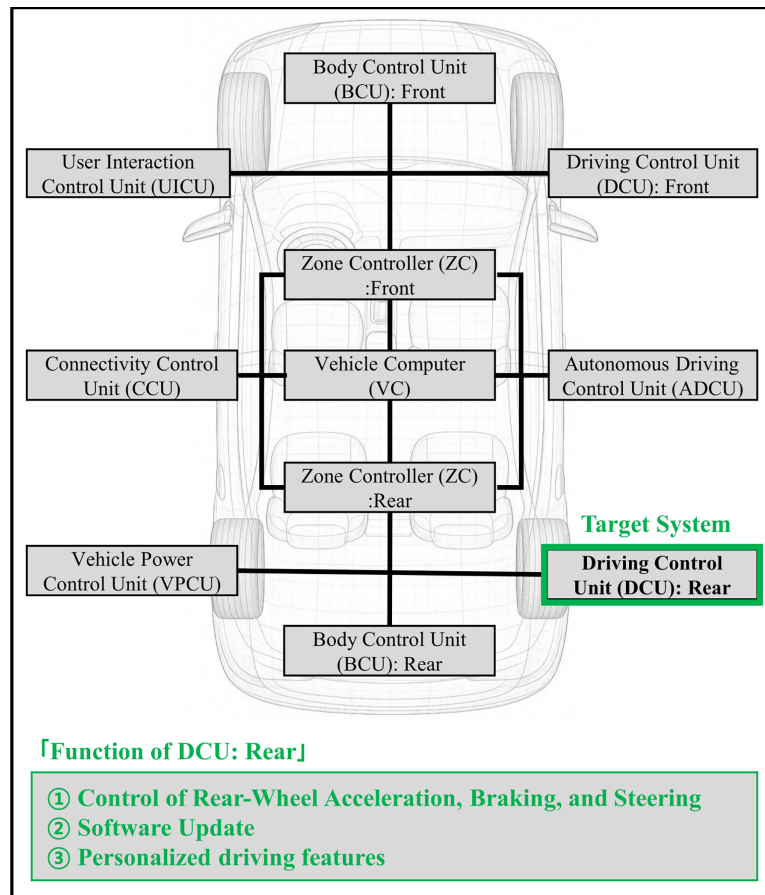 Body Control Unit
(BCU): Front
User Interaction
Control Unit (UICU)
Driving Control Unit
(DCU): Front
Zone Controller (ZC)
:Front
Connectivity Control
Unit (CCU)
Vehicle Computer
(VC)
Autonomous Driving
Control Unit (ADCU)
Zone Controller (ZC)
:Rear
Target System
Vehicle Power
Control Unit (VPCU)
Driving Control
Unit (DCU): Rear
Body Control Unit
(BCU): Rear
「Function of DCU: Rear」
① Control of Rear-Wheel Acceleration, Braking, and Steering
② Software Update
③ Personalized driving features